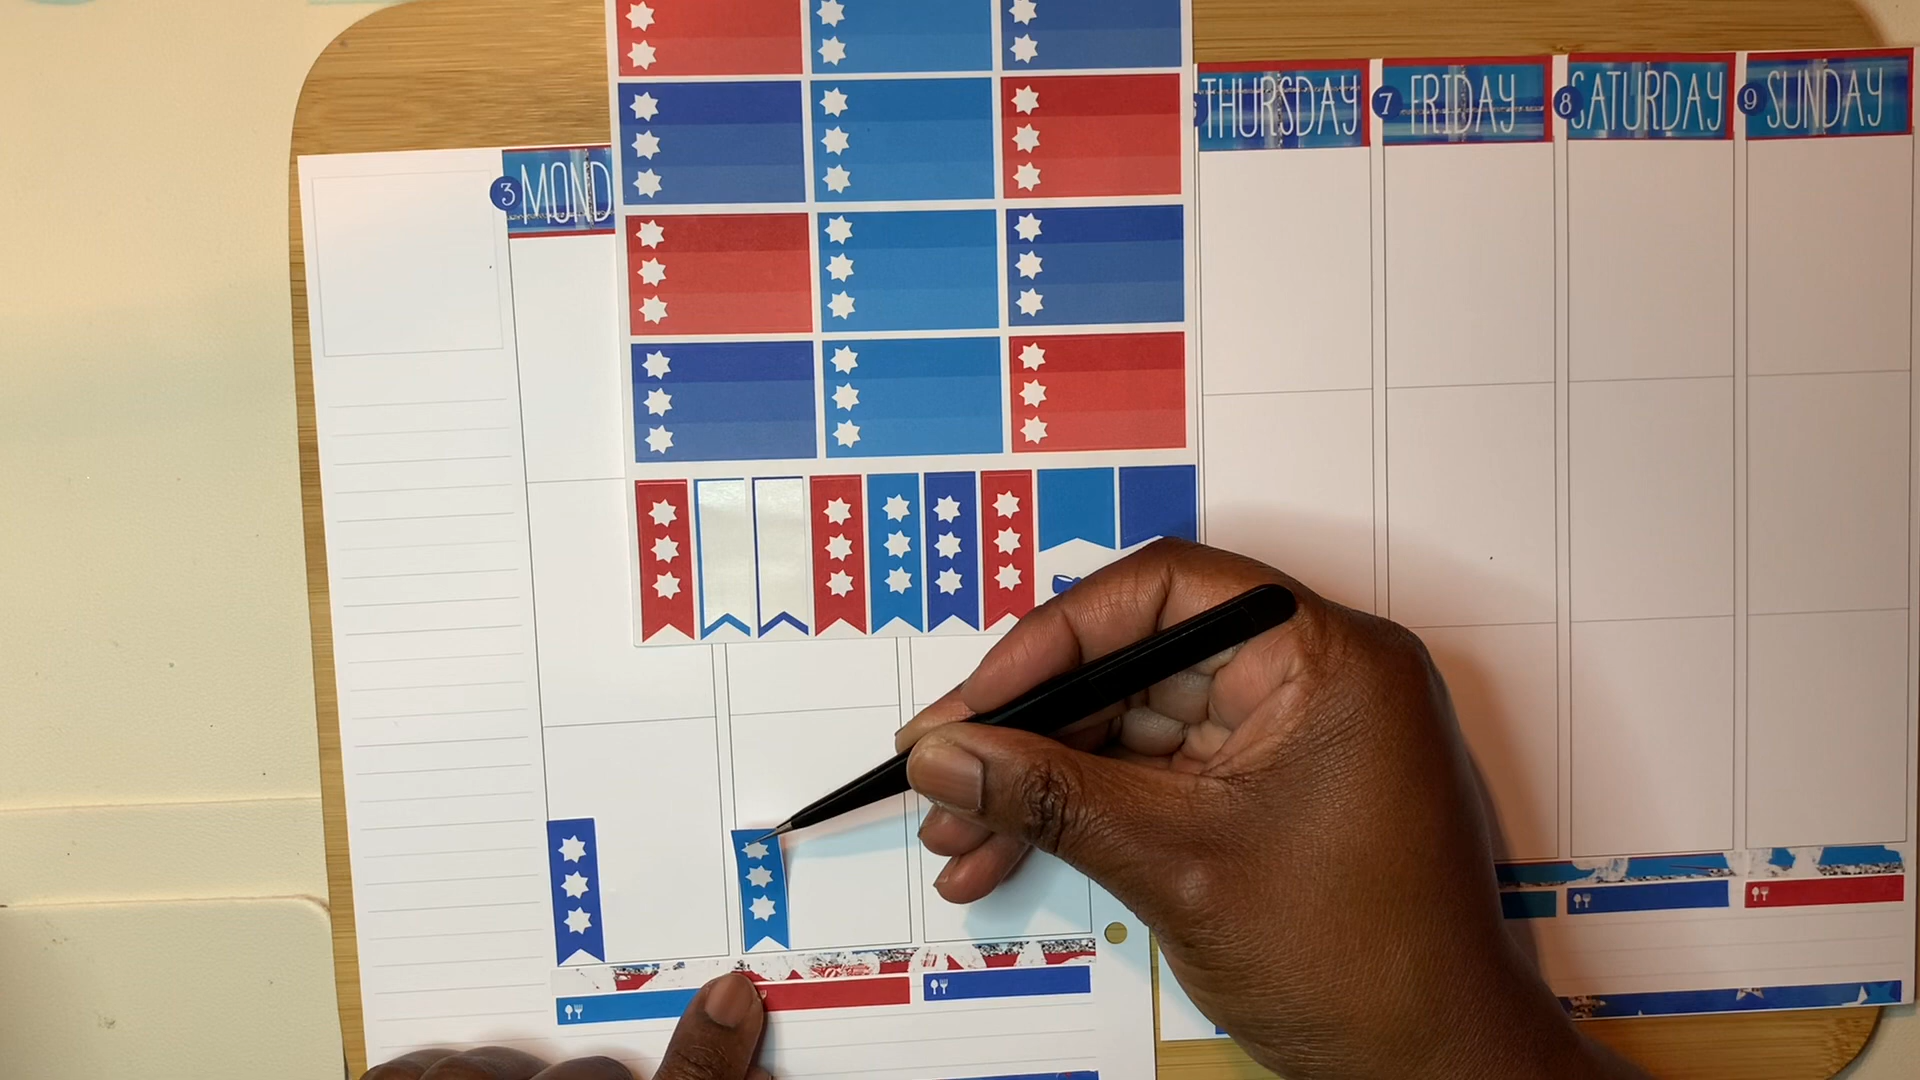 3 MOND
THURSDAY
7 FRIDAY
8 SATURDAY
9 SUNDAY